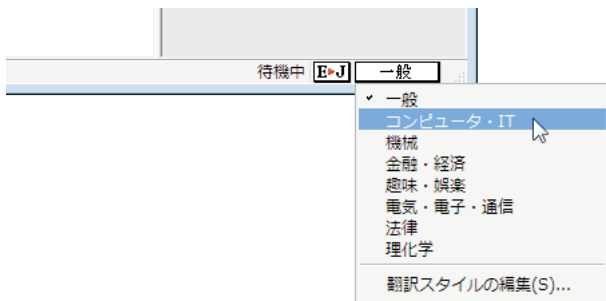 待機中 E▶J 一般
✓ 一般
コンピュータ・IT
機械
金融・経済
趣味・娯楽
電気・電子・通信
法律
理化学
翻訳スタイルの編集(S)...